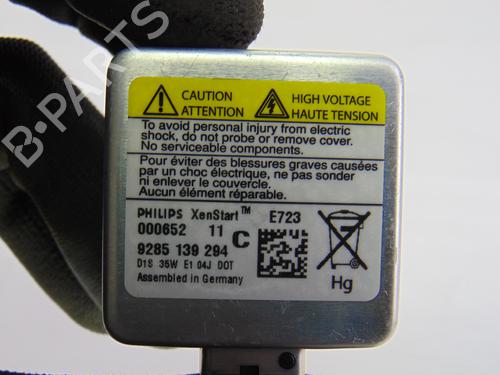 B-PARTS
CAUTION
ATTENTION
HIGH VOLTAGE
HAUTE TENSION
To avoid personal injury from electric
shock, do not probe or remove cover.
No serviceable components.
Pour éviter des blessures graves causées
par un choc électrique, ne pas sonder
ni enlever le couvercle.
Aucun élément réparable.
PHILIPS XenStart™ E723
000652 11 C
9285 139 294
D1S 35W E1 04J DOT
Assembled in Germany
Hg